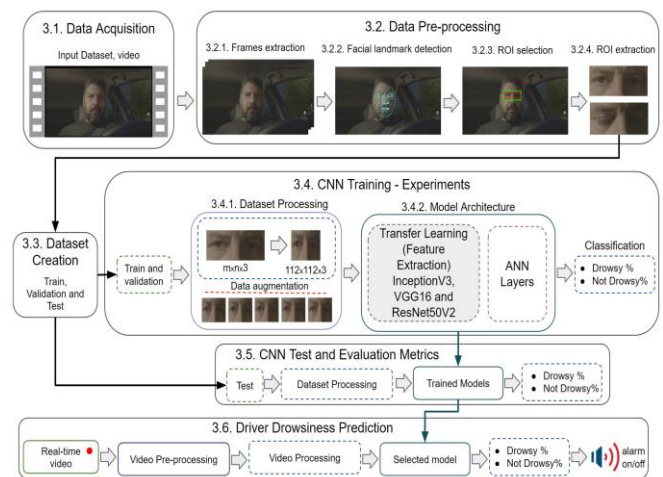 3.1. Data Acquisition
Input Dataset, video
3.2. Data Pre-processing
3.2.1. Frames extraction
3.2.2. Facial landmark detection
3.2.3. ROI selection
3.2.4. ROI extraction
3.3. Dataset
Creation
Train,
Validation and
Test
3.4. CNN Training - Experiments
Train and
validation
3.4.1. Dataset Processing
mxnx3
112x112x3
Data augmentation
3.4.2. Model Architecture
Transfer Learning
(Feature
Extraction)
InceptionV3,
VGG16 and
ResNet50V2
ANN
Layers
Classification
● Drowsy %
● Not Drowsy%
3.5. CNN Test and Evaluation Metrics
Test
Dataset Processing
Trained Models
● Drowsy %
● Not Drowsy%
3.6. Driver Drowsiness Prediction
Real-time
video
Video Pre-processing
Video Processing
Selected model
● Drowsy %
● Not Drowsy%
alarm
on/off